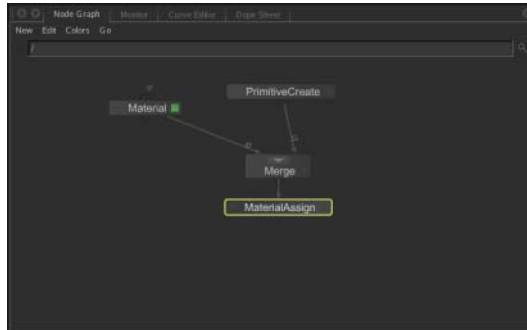 Node Graph Monitor Curve Editor Dope Sheet
New Edit Colors Go
/
PrimitiveCreate
Material
Merge
MaterialAssign